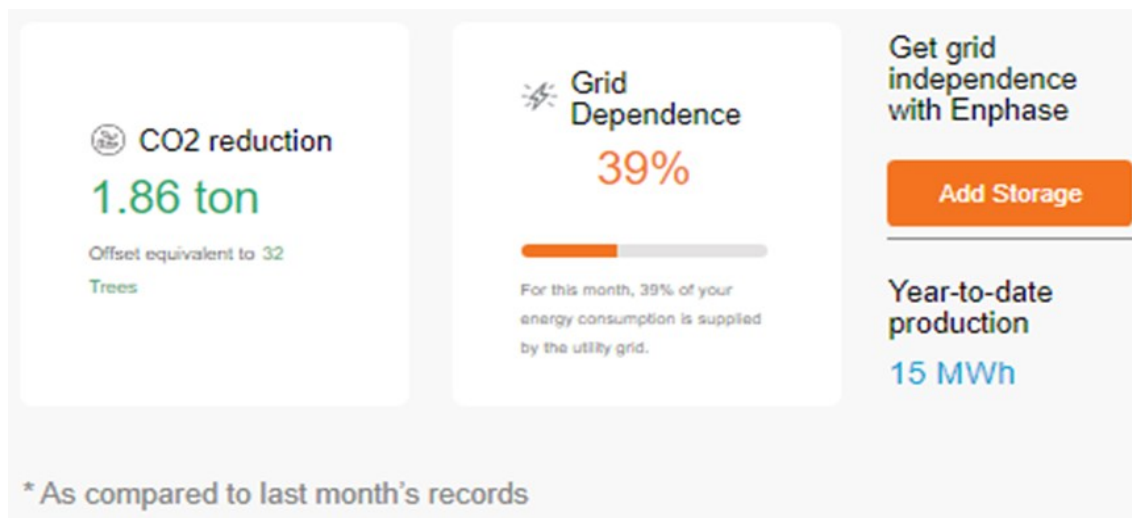 CO2 reduction
1.86 ton
Offset equivalent to 32
Trees
Grid
Dependence
39%
For this month, 39% of your
energy consumption is supplied
by the utility grid.
Get grid
independence
with Enphase
Add Storage
Year-to-date
production
15 MWh
* As compared to last month's records